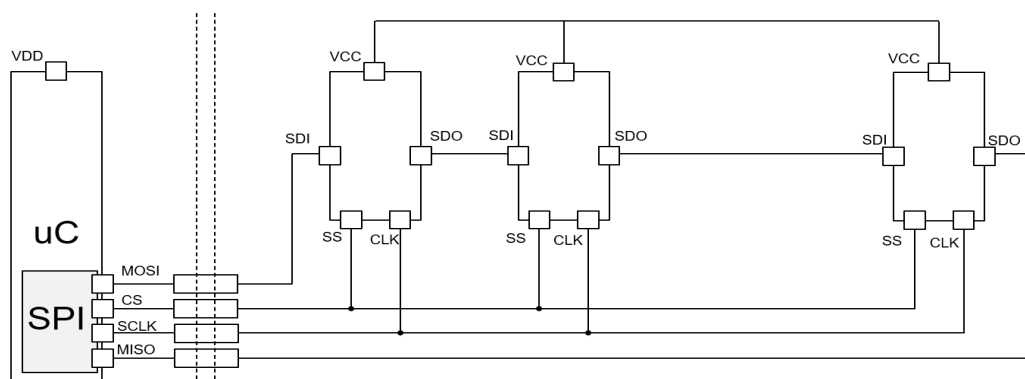 VDD
VCC
VCC
VCC
SDI
SDO
SDI
SDO
SDI
SDO
uC
SS
CLK
SS
CLK
SS
CLK
SPI
MOSI
CS
SCLK
MISO